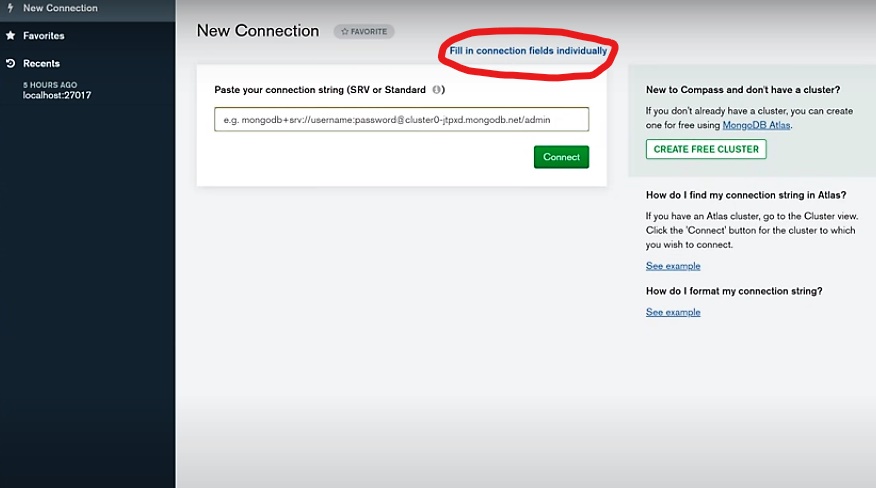 New Connection
Favorites
Recents
5 HOURS AGO
localhost:27017
New Connection
FAVORITE
Fill in connection fields individually
Paste your connection string (SRV or Standard )
e.g. mongodb+srv://username:password@cluster0-jtpxd.mongodb.net/admin
Connect
New to Compass and don't have a cluster?
If you don't already have a cluster, you can create
one for free using MongoDB Atlas.
CREATE FREE CLUSTER
How do I find my connection string in Atlas?
If you have an Atlas cluster, go to the Cluster view.
Click the 'Connect' button for the cluster to which
you wish to connect.
See example
How do I format my connection string?
See example